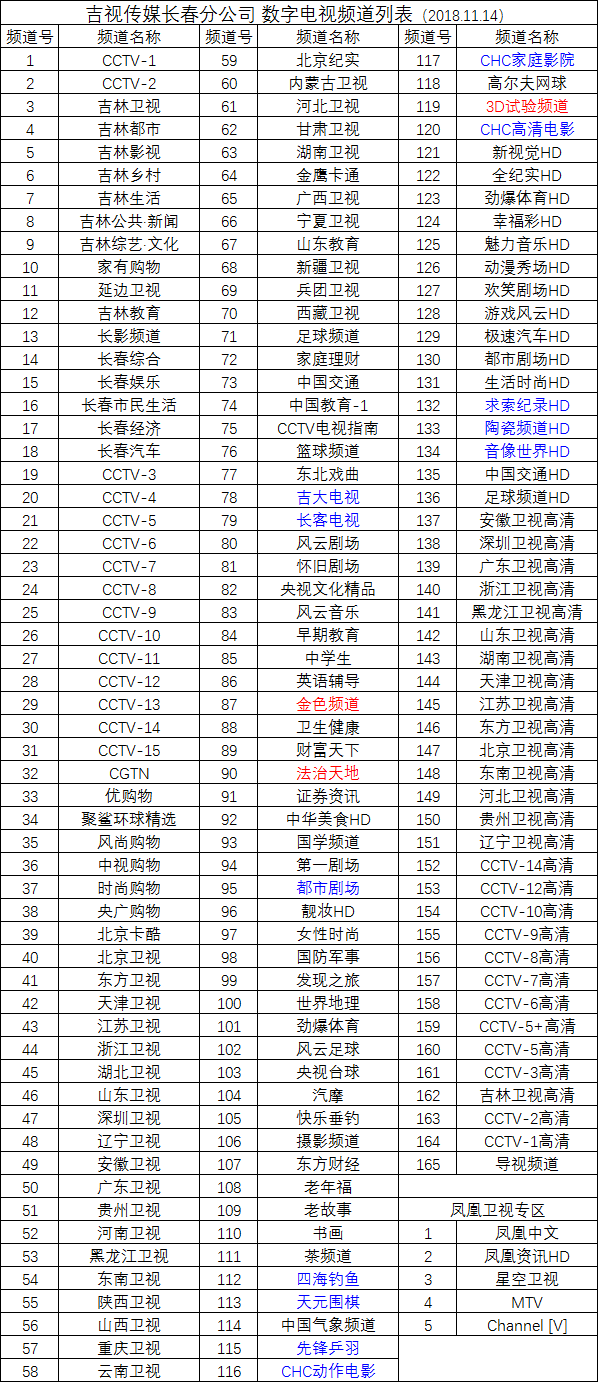 吉视传媒长春分公司 数字电视频道列表（2018.11.14）
频道号 频道名称 频道号 频道名称 频道号 频道名称
1 CCTV-1 59 北京纪实 117 CHC家庭影院
2 CCTV-2 60 内蒙古卫视 118 高尔夫网球
3 吉林卫视 61 河北卫视 119 3D试验频道
4 吉林都市 62 甘肃卫视 120 CHC高清电影
5 吉林影视 63 湖南卫视 121 新视觉HD
6 吉林乡村 64 金鹰卡通 122 全纪实HD
7 吉林生活 65 广西卫视 123 劲爆体育HD
8 吉林公共·新闻 66 宁夏卫视 124 幸福彩HD
9 吉林综艺·文化 67 山东教育 125 魅力音乐HD
10 家有购物 68 新疆卫视 126 动漫秀场HD
11 延边卫视 69 兵团卫视 127 欢笑剧场HD
12 吉林教育 70 西藏卫视 128 游戏风云HD
13 长影频道 71 足球频道 129 极速汽车HD
14 长春综合 72 家庭理财 130 都市剧场HD
15 长春娱乐 73 中国交通 131 生活时尚HD
16 长春市民生活 74 中国教育-1 132 求索纪录HD
17 长春经济 75 CCTV电视指南 133 陶瓷频道HD
18 长春汽车 76 篮球频道 134 音像世界HD
19 CCTV-3 77 东北戏曲 135 中国交通HD
20 CCTV-4 78 吉大电视 136 足球频道HD
21 CCTV-5 79 长客电视 137 安徽卫视高清
22 CCTV-6 80 风云剧场 138 深圳卫视高清
23 CCTV-7 81 怀旧剧场 139 广东卫视高清
24 CCTV-8 82 央视文化精品 140 浙江卫视高清
25 CCTV-9 83 风云音乐 141 黑龙江卫视高清
26 CCTV-10 84 早期教育 142 山东卫视高清
27 CCTV-11 85 中学生 143 湖南卫视高清
28 CCTV-12 86 英语辅导 144 天津卫视高清
29 CCTV-13 87 金色频道 145 江苏卫视高清
30 CCTV-14 88 卫生健康 146 东方卫视高清
31 CCTV-15 89 财富天下 147 北京卫视高清
32 CGTN 90 法治天地 148 东南卫视高清
33 优购物 91 证券资讯 149 河北卫视高清
34 聚鲨环球精选 92 中华美食HD 150 贵州卫视高清
35 风尚购物 93 国学频道 151 辽宁卫视高清
36 中视购物 94 第一剧场 152 CCTV-14高清
37 时尚购物 95 都市剧场 153 CCTV-12高清
38 央广购物 96 靓妆HD 154 CCTV-10高清
39 北京卡酷 97 女性时尚 155 CCTV-9高清
40 北京卫视 98 国防军事 156 CCTV-8高清
41 东方卫视 99 发现之旅 157 CCTV-7高清
42 天津卫视 100 世界地理 158 CCTV-6高清
43 江苏卫视 101 劲爆体育 159 CCTV-5+高清
44 浙江卫视 102 风云足球 160 CCTV-5高清
45 湖北卫视 103 央视台球 161 CCTV-3高清
46 山东卫视 104 汽摩 162 吉林卫视高清
47 深圳卫视 105 快乐垂钓 163 CCTV-2高清
48 辽宁卫视 106 摄影频道 164 CCTV-1高清
49 安徽卫视 107 东方财经 165 导视频道
50 广东卫视 108 老年福
51 贵州卫视 109 老故事 凤凰卫视专区
52 河南卫视 110 书画 1 凤凰中文
53 黑龙江卫视 111 茶频道 2 凤凰资讯HD
54 东南卫视 112 四海钓鱼 3 星空卫视
55 陕西卫视 113 天元围棋 4 MTV
56 山西卫视 114 中国气象频道 5 Channel [V]
57 重庆卫视 115 先锋乒羽
58 云南卫视 116 CHC动作电影